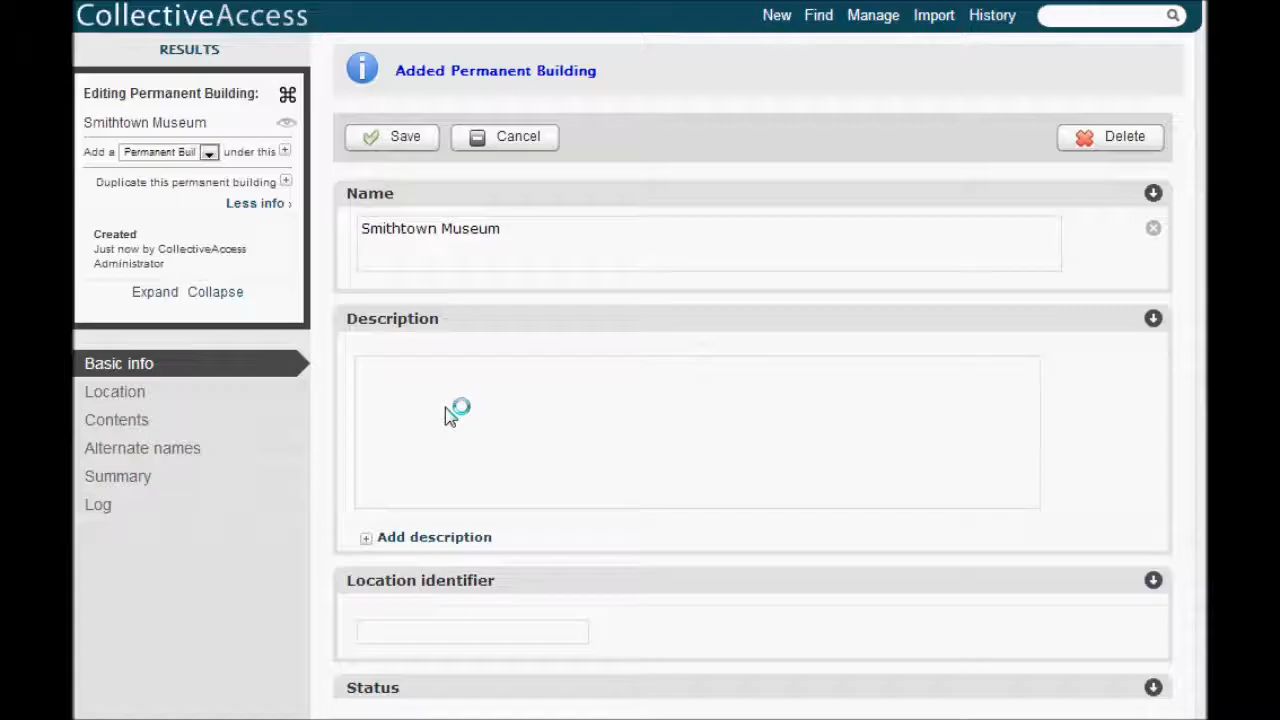 CollectiveAccess
New Find Manage Import History
RESULTS
Editing Permanent Building:
Smithtown Museum
Add a Permanent Buil under this
Duplicate this permanent building
Less info ›
Created
Just now by CollectiveAccess
Administrator
Expand Collapse
Basic info
Location
Contents
Alternate names
Summary
Log
Added Permanent Building
Save Cancel Delete
Name
Smithtown Museum
Description
Add description
Location identifier
Status